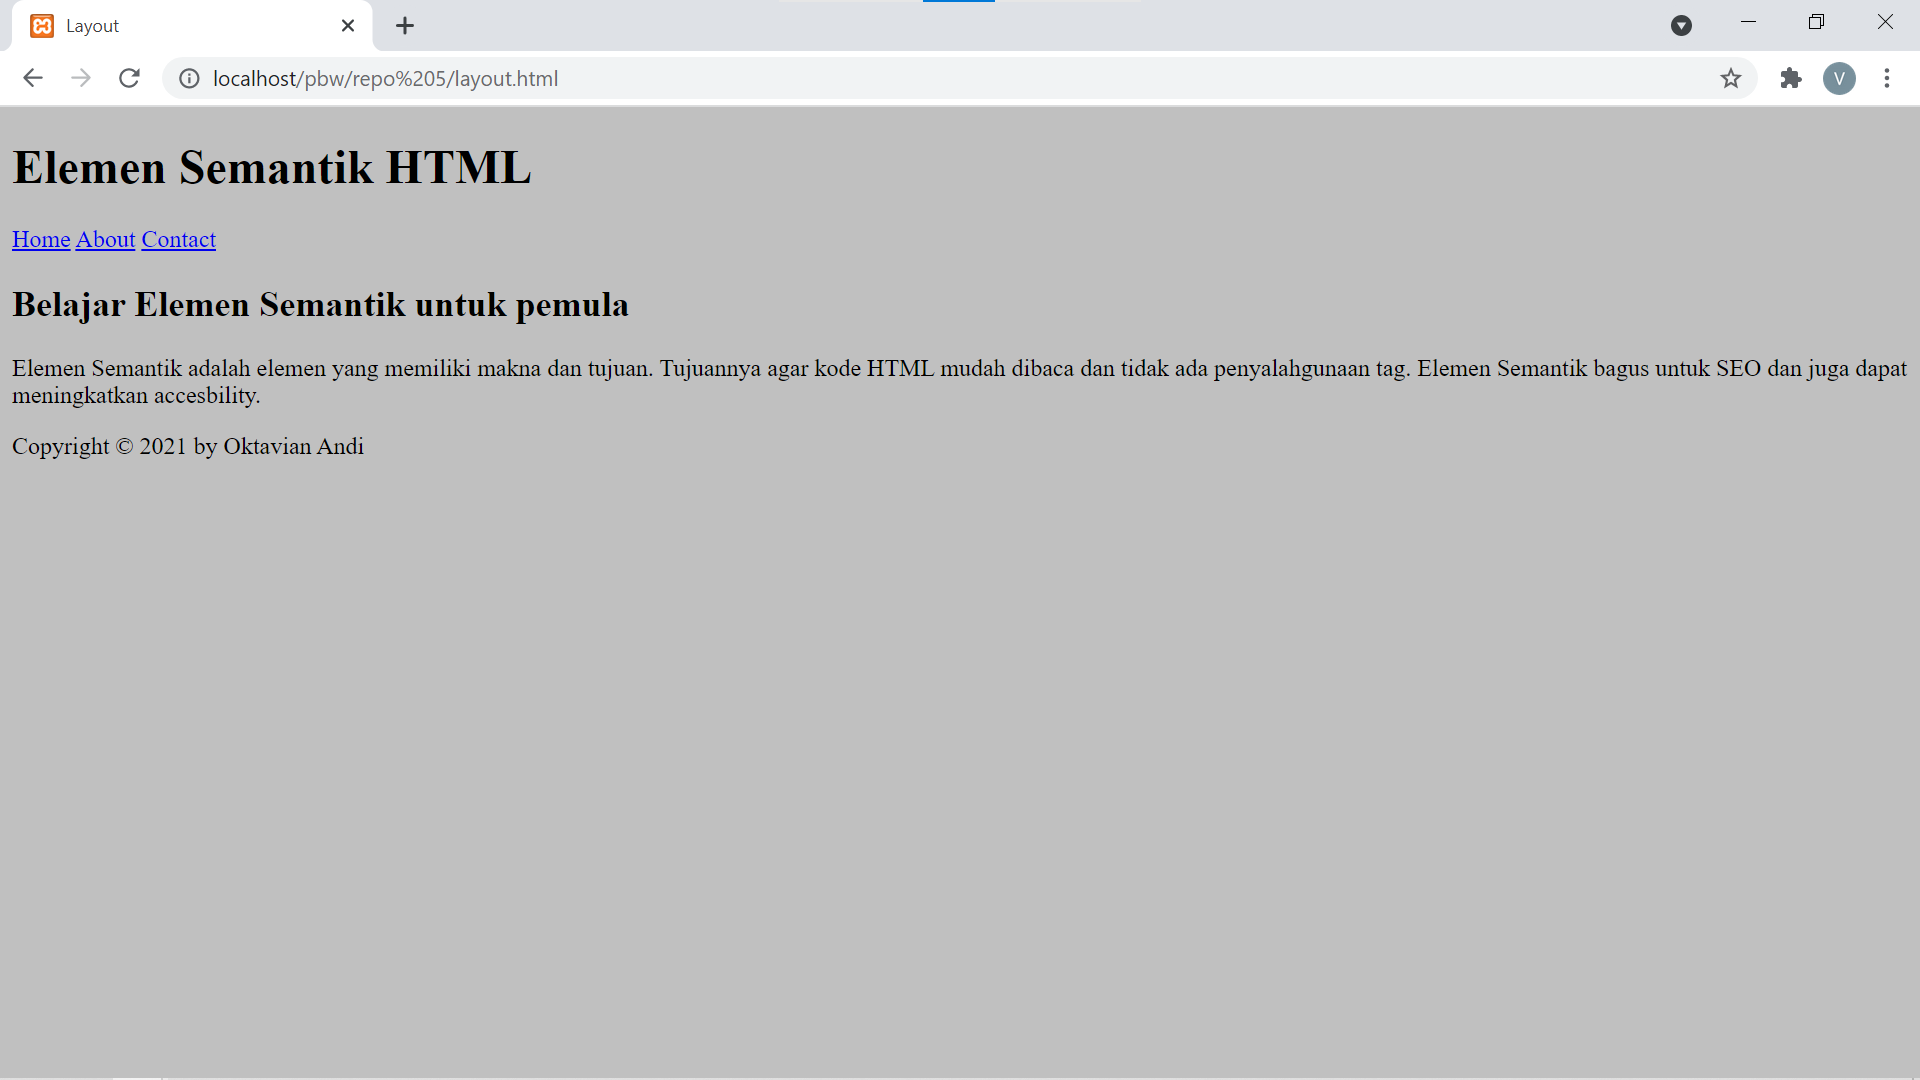 Layout
localhost/pbw/repo%205/layout.html
V
Elemen Semantik HTML
Home About Contact
Belajar Elemen Semantik untuk pemula
Elemen Semantik adalah elemen yang memiliki makna dan tujuan. Tujuannya agar kode HTML mudah dibaca dan tidak ada penyalahgunaan tag. Elemen Semantik bagus untuk SEO dan juga dapat
meningkatkan accesbility.
Copyright © 2021 by Oktavian Andi